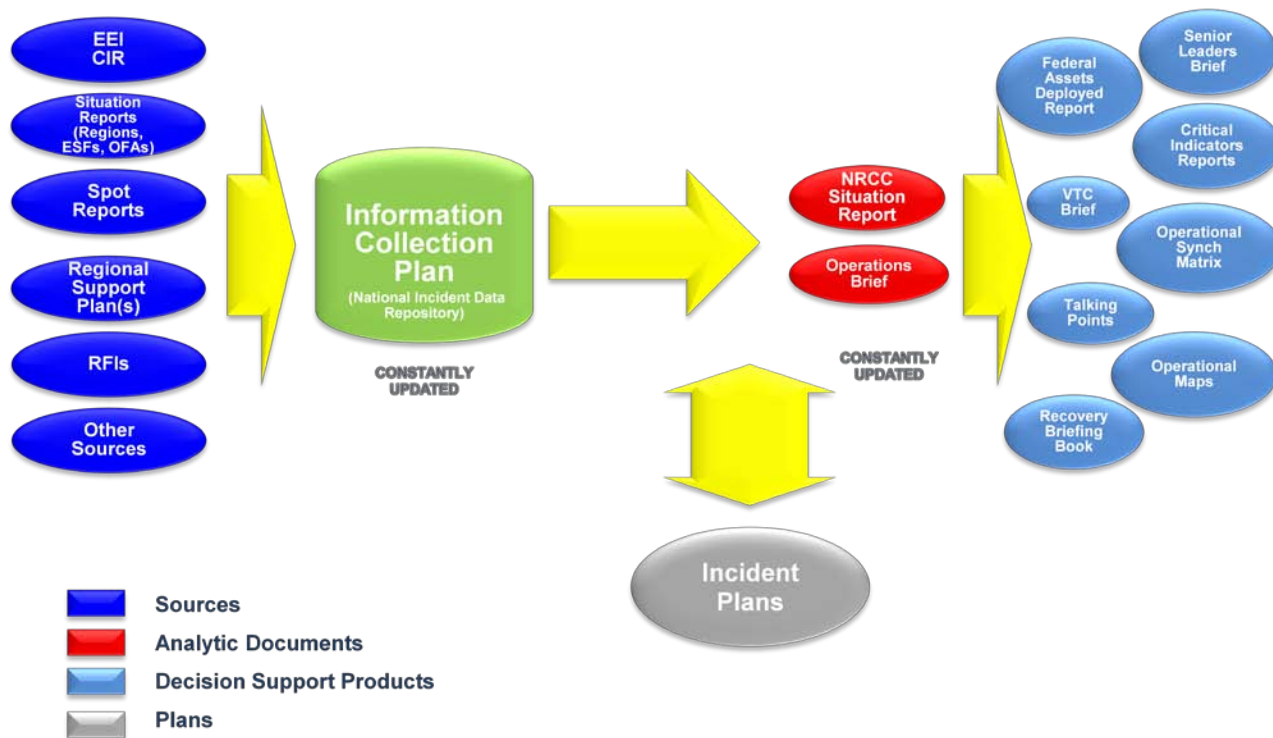 EEI
CIR
Situation
Reports
(Regions,
ESFs, OFAs)
Spot
Reports
Regional
Support
Plan(s)
RFIs
Other
Sources
Information
Collection
Plan
(National Incident Data
Repository)
CONSTANTLY
UPDATED
NRCC
Situation
Report
Operations
Brief
CONSTANTLY
UPDATED
Incident
Plans
Federal
Assets
Deployed
Report
Senior
Leaders
Brief
Critical
Indicators
Reports
VTC
Brief
Operational
Synch
Matrix
Talking
Points
Operational
Maps
Recovery
Briefing
Book
Sources
Analytic Documents
Decision Support Products
Plans